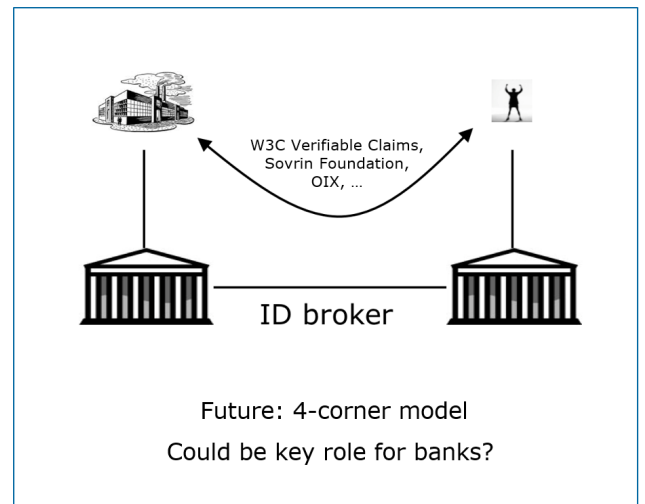 W3C Verifiable Claims,
Sovrin Foundation,
OIX, ...
ID broker
Future: 4-corner model
Could be key role for banks?